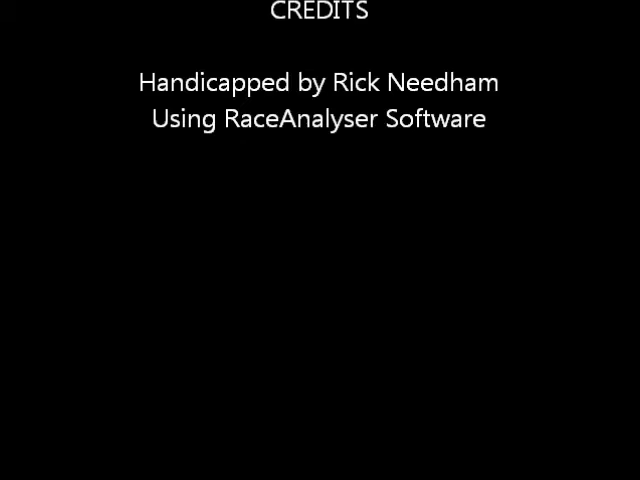 CREDITS
Handicapped by Rick Needham
Using RaceAnalyser Software